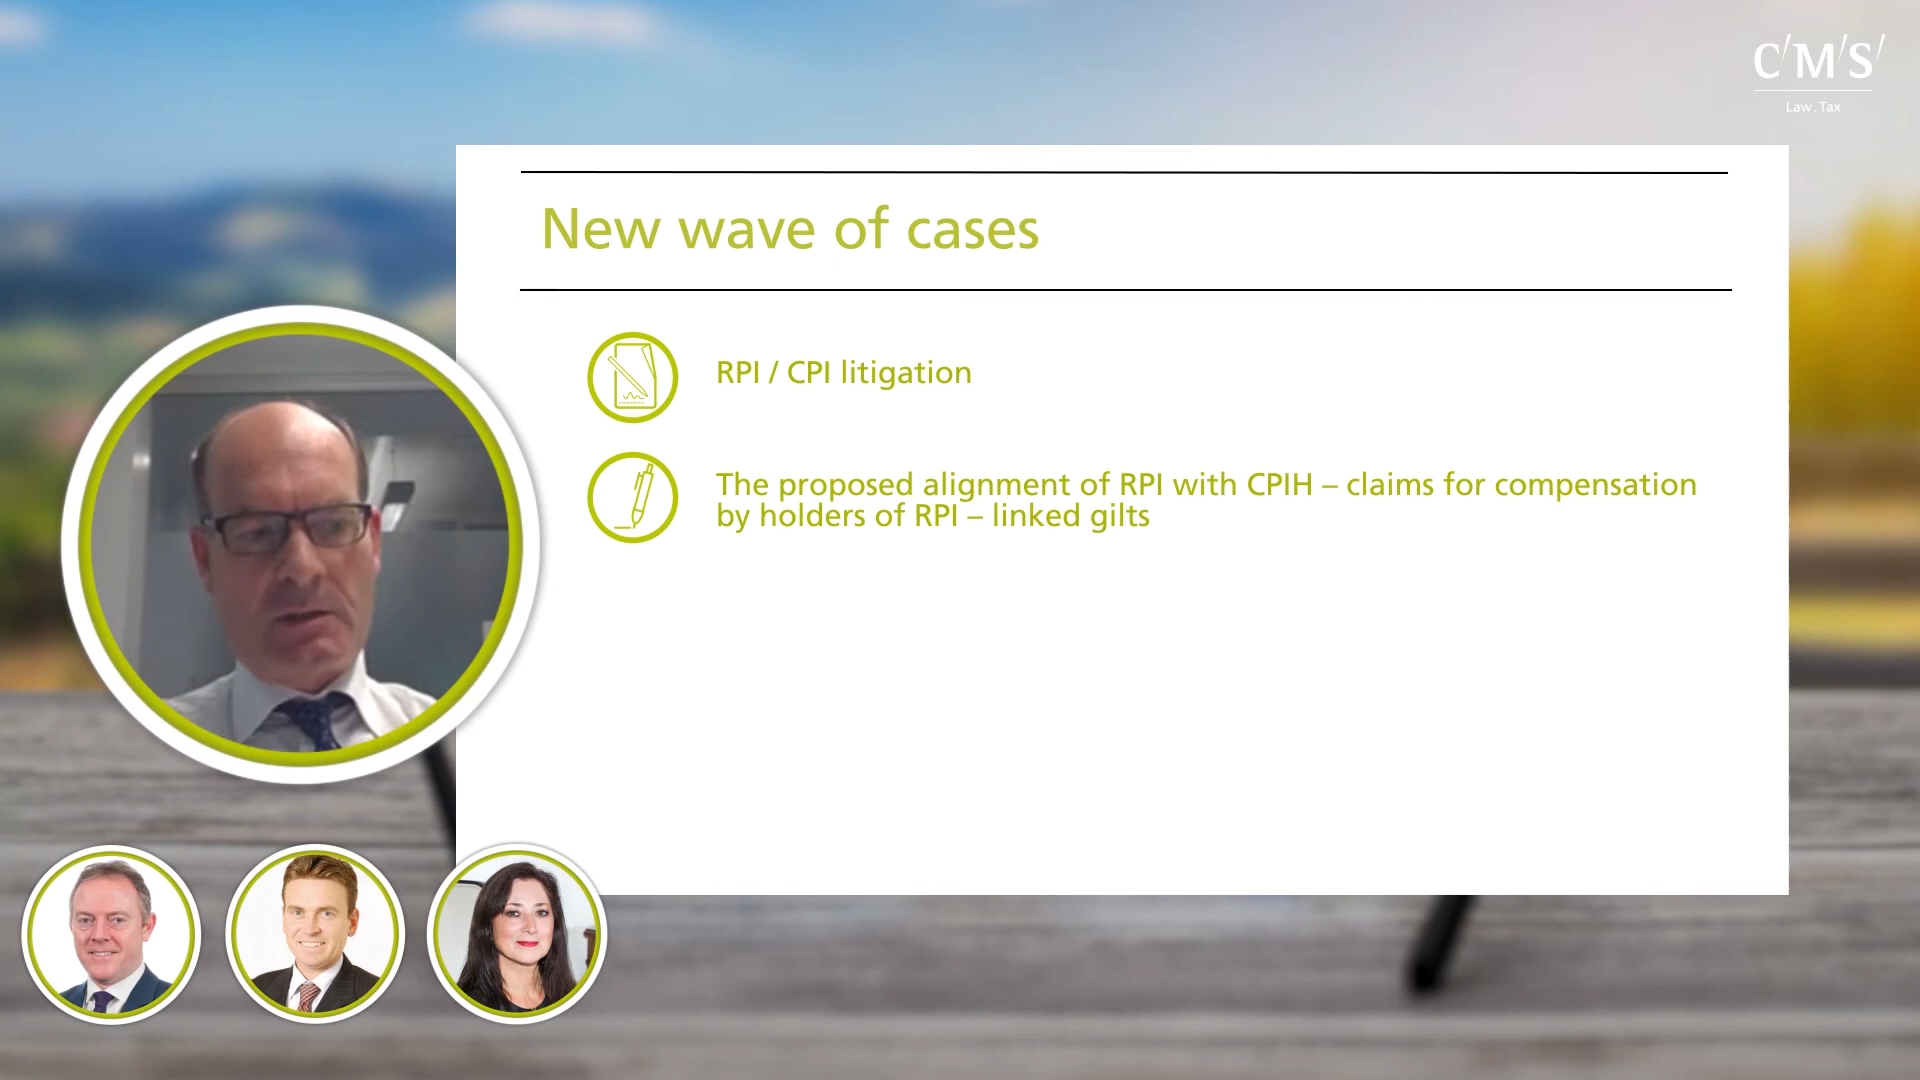 C/M/S/
Law.Tax
New wave of cases
RPI / CPI litigation
The proposed alignment of RPI with CPIH – claims for compensation
by holders of RPI – linked gilts